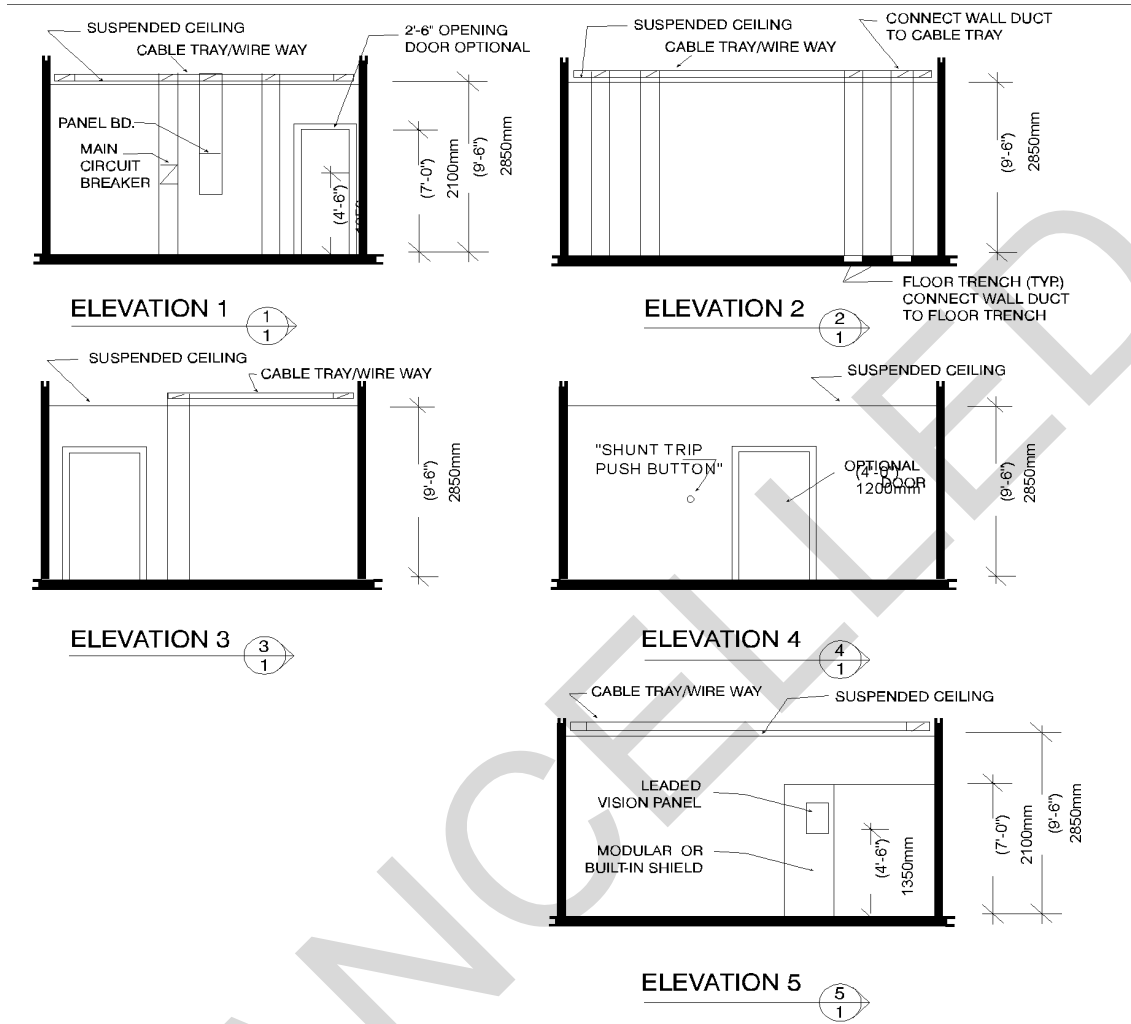 SUSPENDED CEILING
CABLE TRAY/WIRE WAY
2'-6" OPENING
DOOR OPTIONAL
PANEL BD.
MAIN
CIRCUIT
BREAKER
(4'-6")
(7'-0")
2100mm
(9'-6")
2850mm
ELEVATION 1
1
1
SUSPENDED CEILING
CABLE TRAY/WIRE WAY
CONNECT WALL DUCT
TO CABLE TRAY
(9'-6")
2850mm
FLOOR TRENCH (TYP.)
CONNECT WALL DUCT
TO FLOOR TRENCH
ELEVATION 2
2
1
SUSPENDED CEILING
CABLE TRAY/WIRE WAY
(9'-6")
2850mm
ELEVATION 3
3
1
SUSPENDED CEILING
"SHUNT TRIP
PUSH BUTTON"
OPTIONAL
DOOR
(4'-0")
1200mm
(9'-6")
2850mm
ELEVATION 4
4
1
CABLE TRAY/WIRE WAY
SUSPENDED CEILING
LEADED
VISION PANEL
MODULAR OR
BUILT-IN SHIELD
(4'-6")
1350mm
(7'-0")
2100mm
(9'-6")
2850mm
ELEVATION 5
5
1
NCELLED